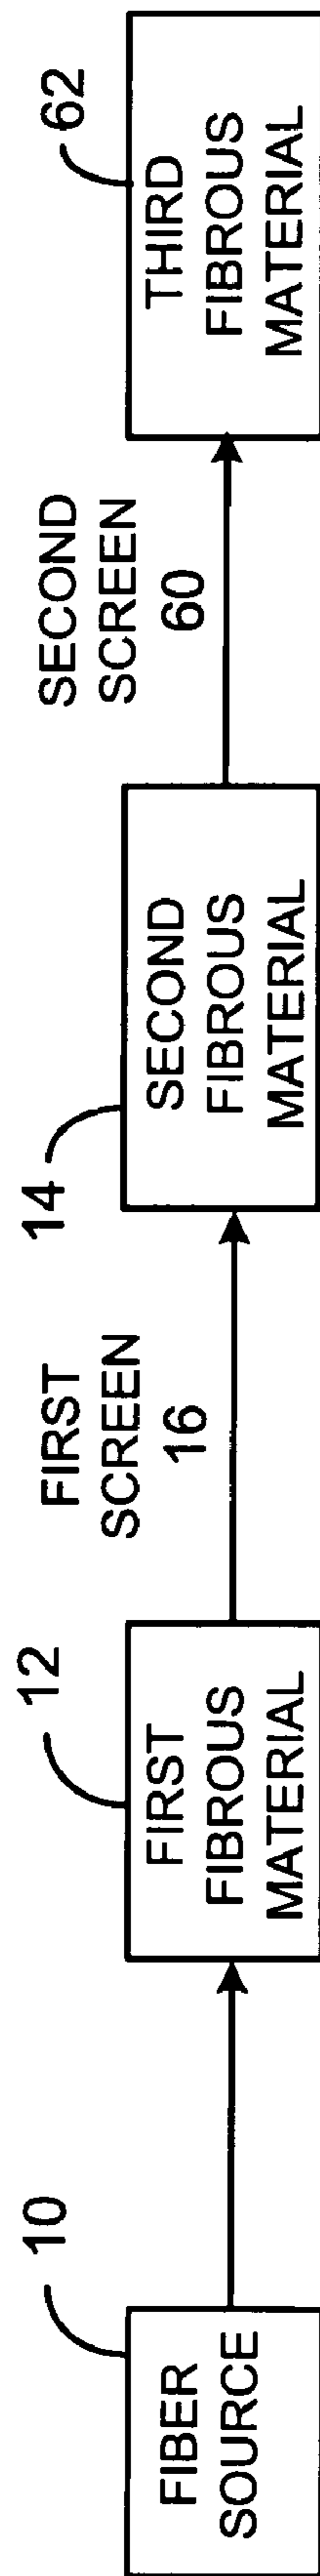 10
FIBER
SOURCE
12
FIRST
FIBROUS
MATERIAL
FIRST
SCREEN
16
14
SECOND
FIBROUS
MATERIAL
SECOND
SCREEN
60
62
THIRD
FIBROUS
MATERIAL